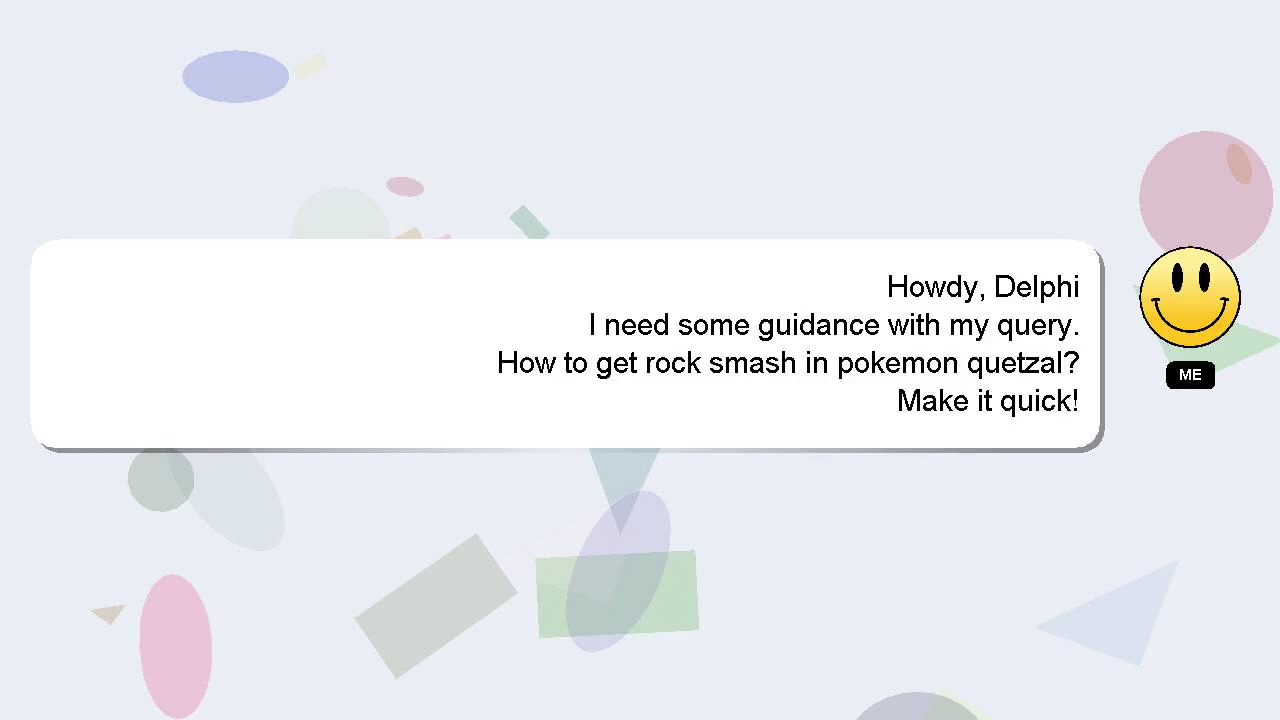 Howdy, Delphi
I need some guidance with my query.
How to get rock smash in pokemon quetzal?
Make it quick!
ME